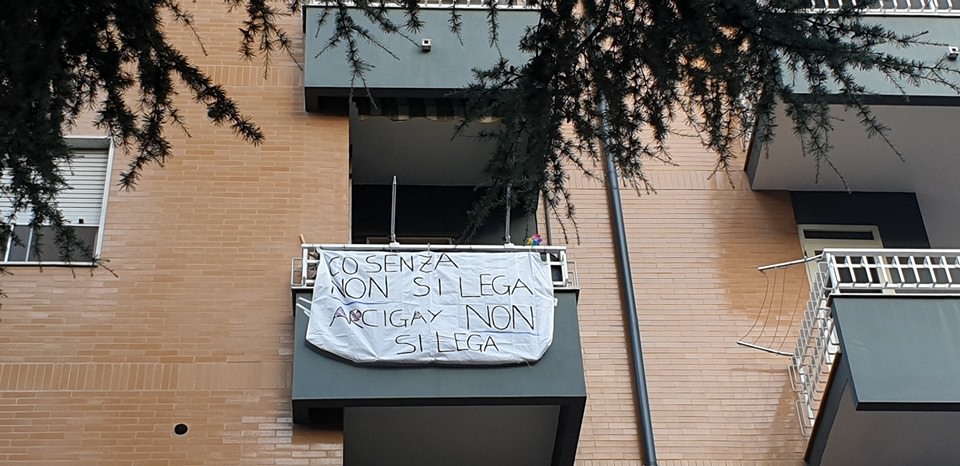 COSENZA
NON SI LEGA
ARCIGAY NON
SI LEGA